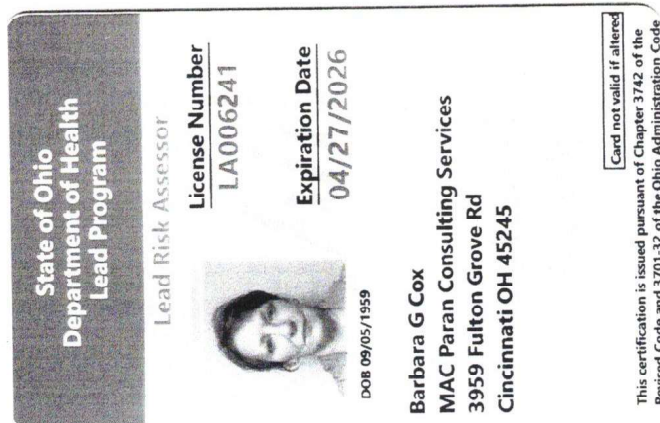 State of Ohio
Department of Health
Lead Program
Lead Risk Assessor
License Number
LA006241
Expiration Date
04/27/2026
DOB 09/05/1959
Barbara G Cox
MAC Paran Consulting Services
3959 Fulton Grove Rd
Cincinnati OH 45245
Card not valid if altered
This certification is issued pursuant of Chapter 3742 of the
Revised Code and 3701-32 of the Ohio Administration Code